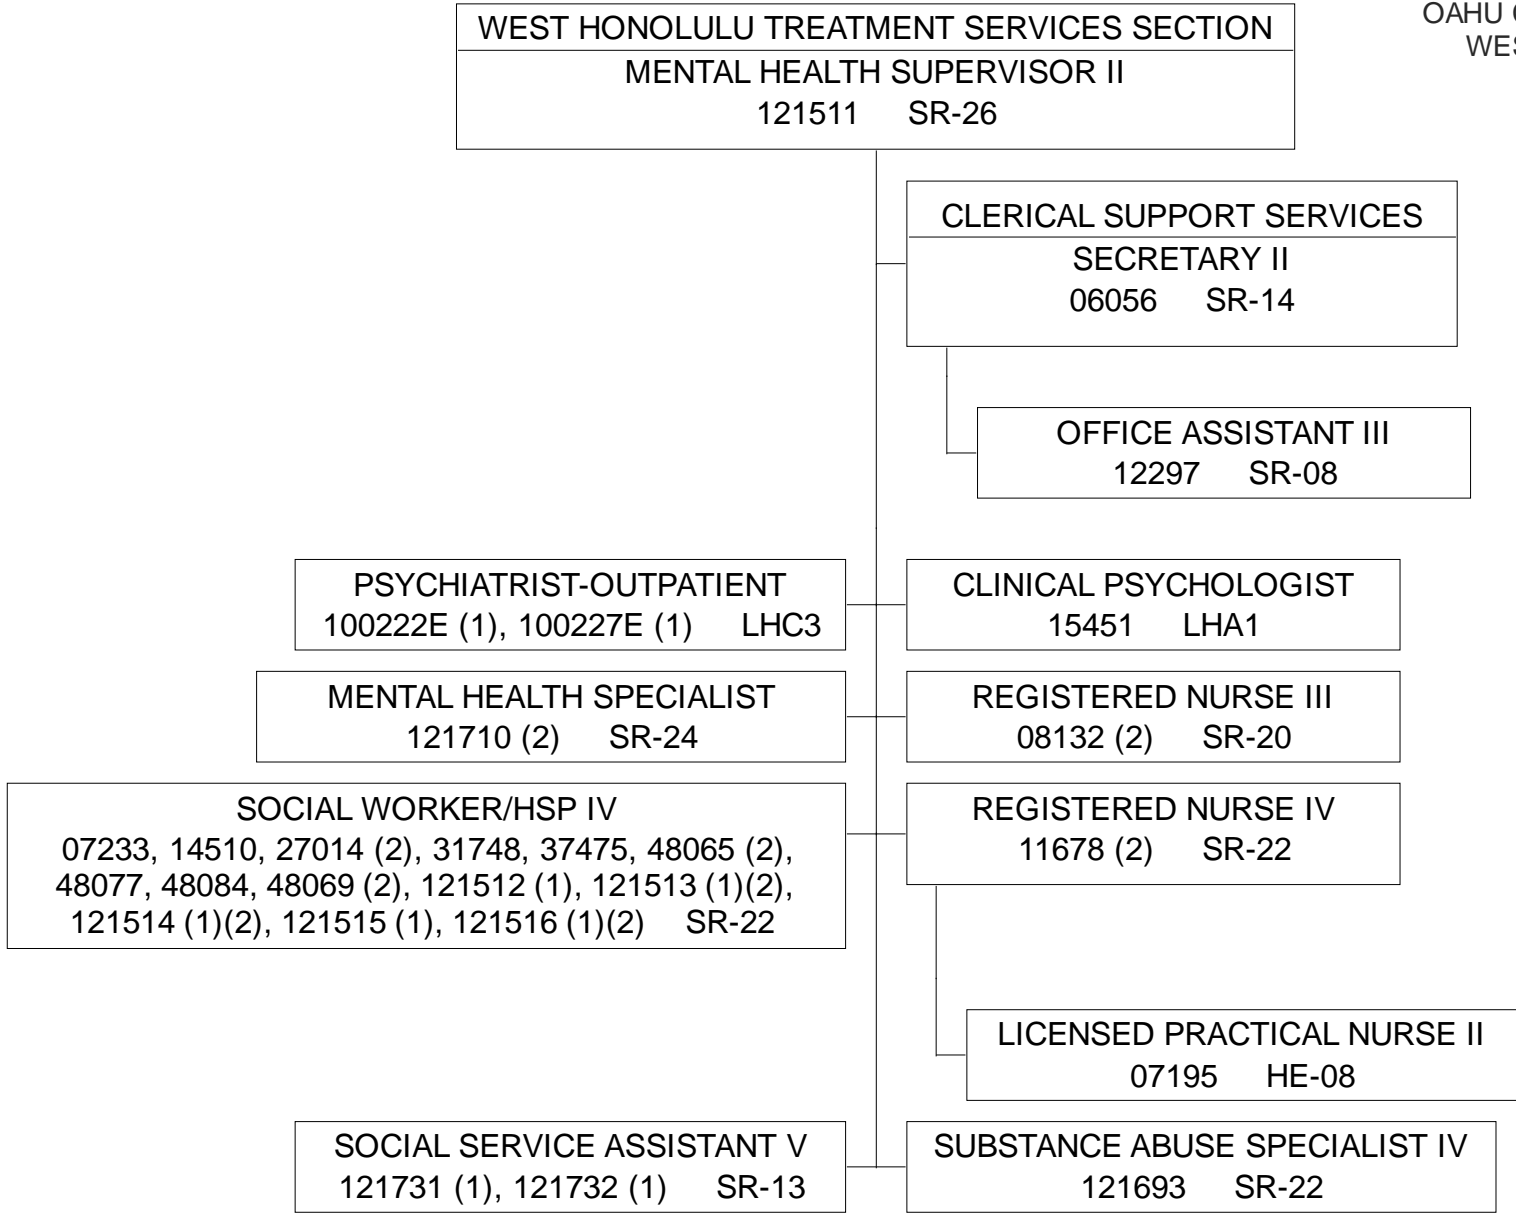 OAHU
WEST HONOLULU TREATMENT SERVICES SECTION
MENTAL HEALTH SUPERVISOR II
121511 SR-26
CLERICAL SUPPORT SERVICES
SECRETARY II
06056 SR-14
OFFICE ASSISTANT III
12297 SR-08
PSYCHIATRIST-OUTPATIENT
100222E (1), 100227E (1) LHC3
CLINICAL PSYCHOLOGIST
15451 LHA1
MENTAL HEALTH SPECIALIST
121710 (2) SR-24
REGISTERED NURSE III
08132 (2) SR-20
SOCIAL WORKER/HSP IV
07233, 14510, 27014 (2), 31748, 37475, 48065 (2),
48077, 48084, 48069 (2), 121512 (1), 121513 (1)(2),
121514 (1)(2), 121515 (1), 121516 (1)(2) SR-22
REGISTERED NURSE IV
11678 (2) SR-22
LICENSED PRACTICAL NURSE II
07195 HE-08
SOCIAL SERVICE ASSISTANT V
121731 (1), 121732 (1) SR-13
SUBSTANCE ABUSE SPECIALIST IV
121693 SR-22